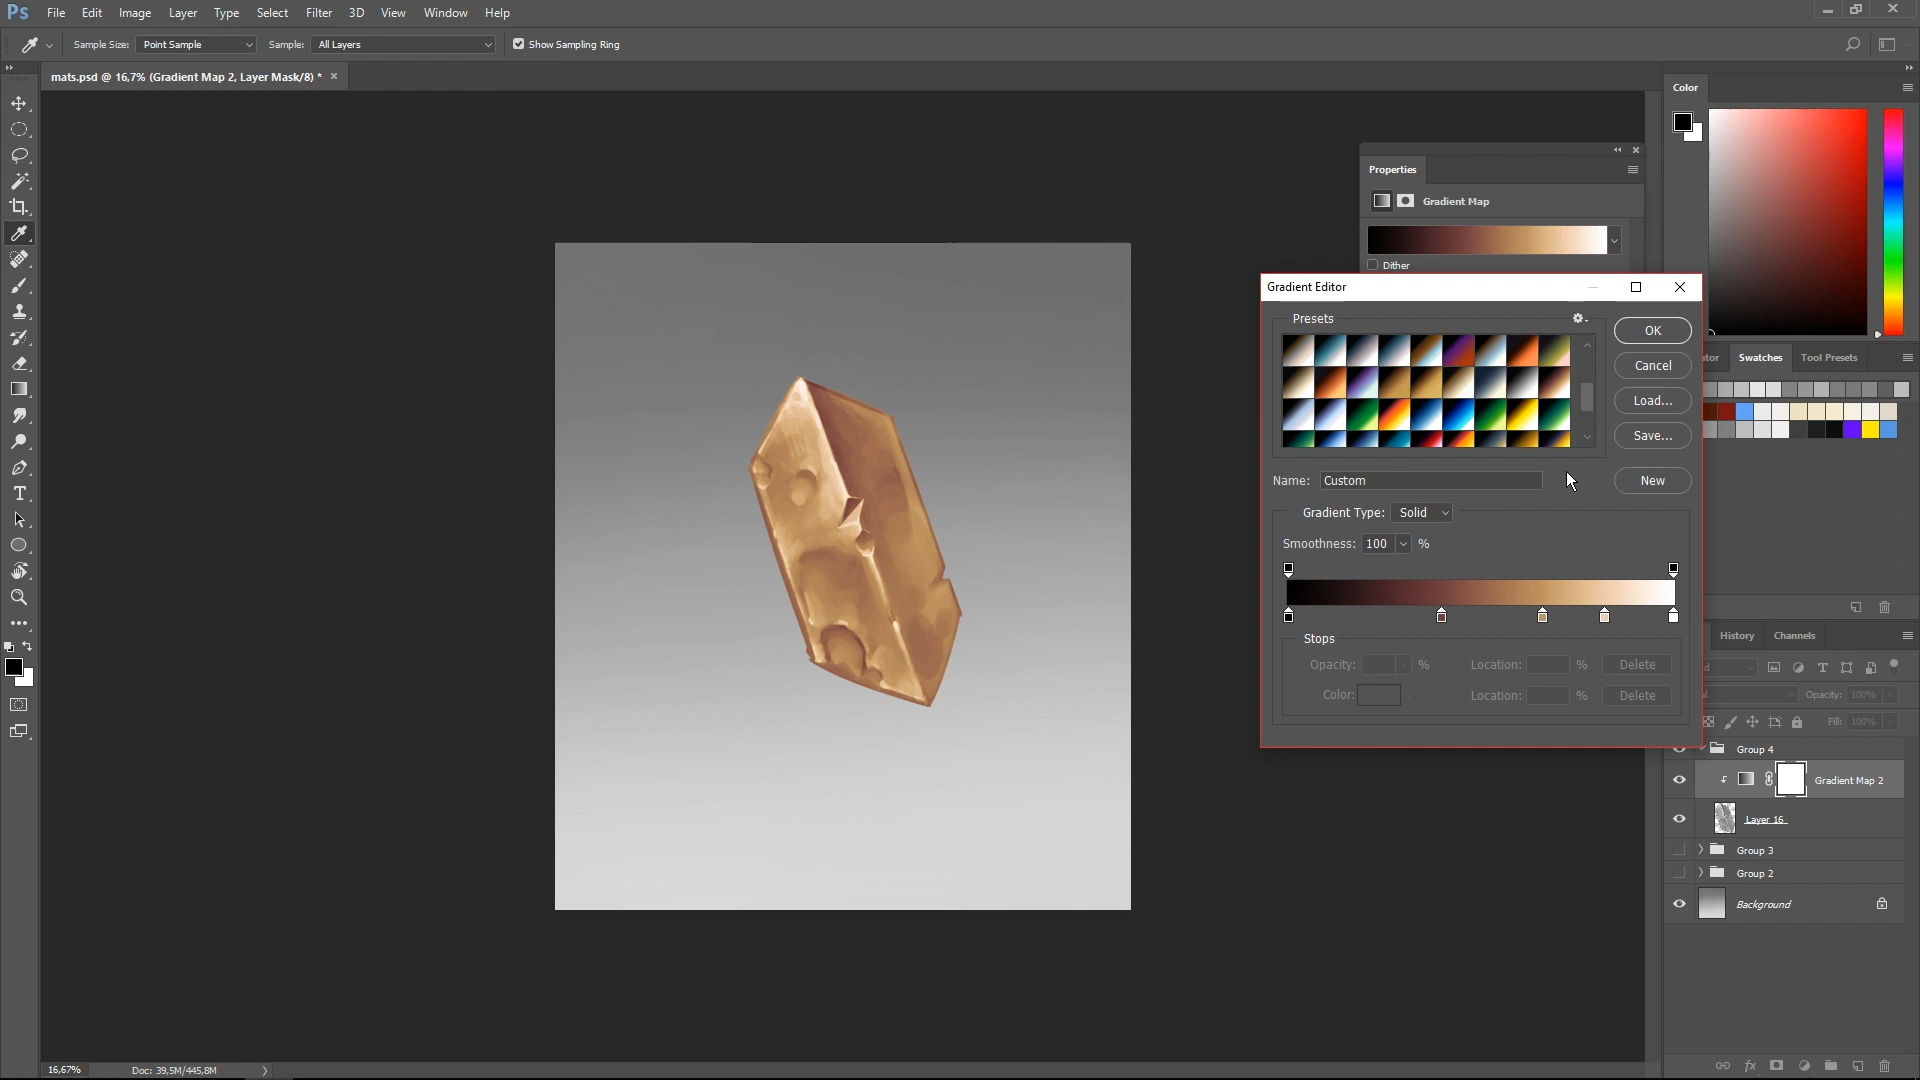 Ps File Edit Image Layer Type Select Filter 3D View Window Help
Sample Size: Point Sample Sample: All Layers Show Sampling Ring
mats.psd @ 16,7% (Gradient Map 2, Layer Mask/8) *
Color
Properties
Gradient Map
Dither
Gradient Editor
Presets
OK
Cancel
Load...
Save...
Name: Custom
New
Gradient Type: Solid
Smoothness: 100 %
Stops
Opacity: % Location: % Delete
Color: Location: % Delete
Swatches Tool Presets
History Channels
Opacity: 100%
Fill: 100%
Group 4
Gradient Map 2
Layer 16
Group 3
Group 2
Background
fx
16,67% Doc: 39,5M/445,8M